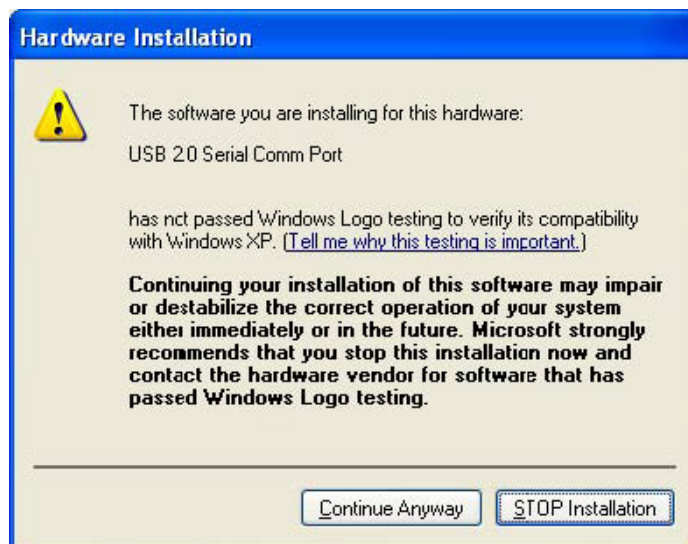 Hardware Installation
The software you are installing for this hardware:
USB 2.0 Serial Comm Port
has not passed Windows Logo testing to verify its compatibility
with Windows XP. (Tell me why this testing is important.)
Continuing your installation of this software may impair
or destabilize the correct operation of your system
either immediately or in the future. Microsoft strongly
recommends that you stop this installation now and
contact the hardware vendor for software that has
passed Windows Logo testing.
Continue Anyway
STOP Installation